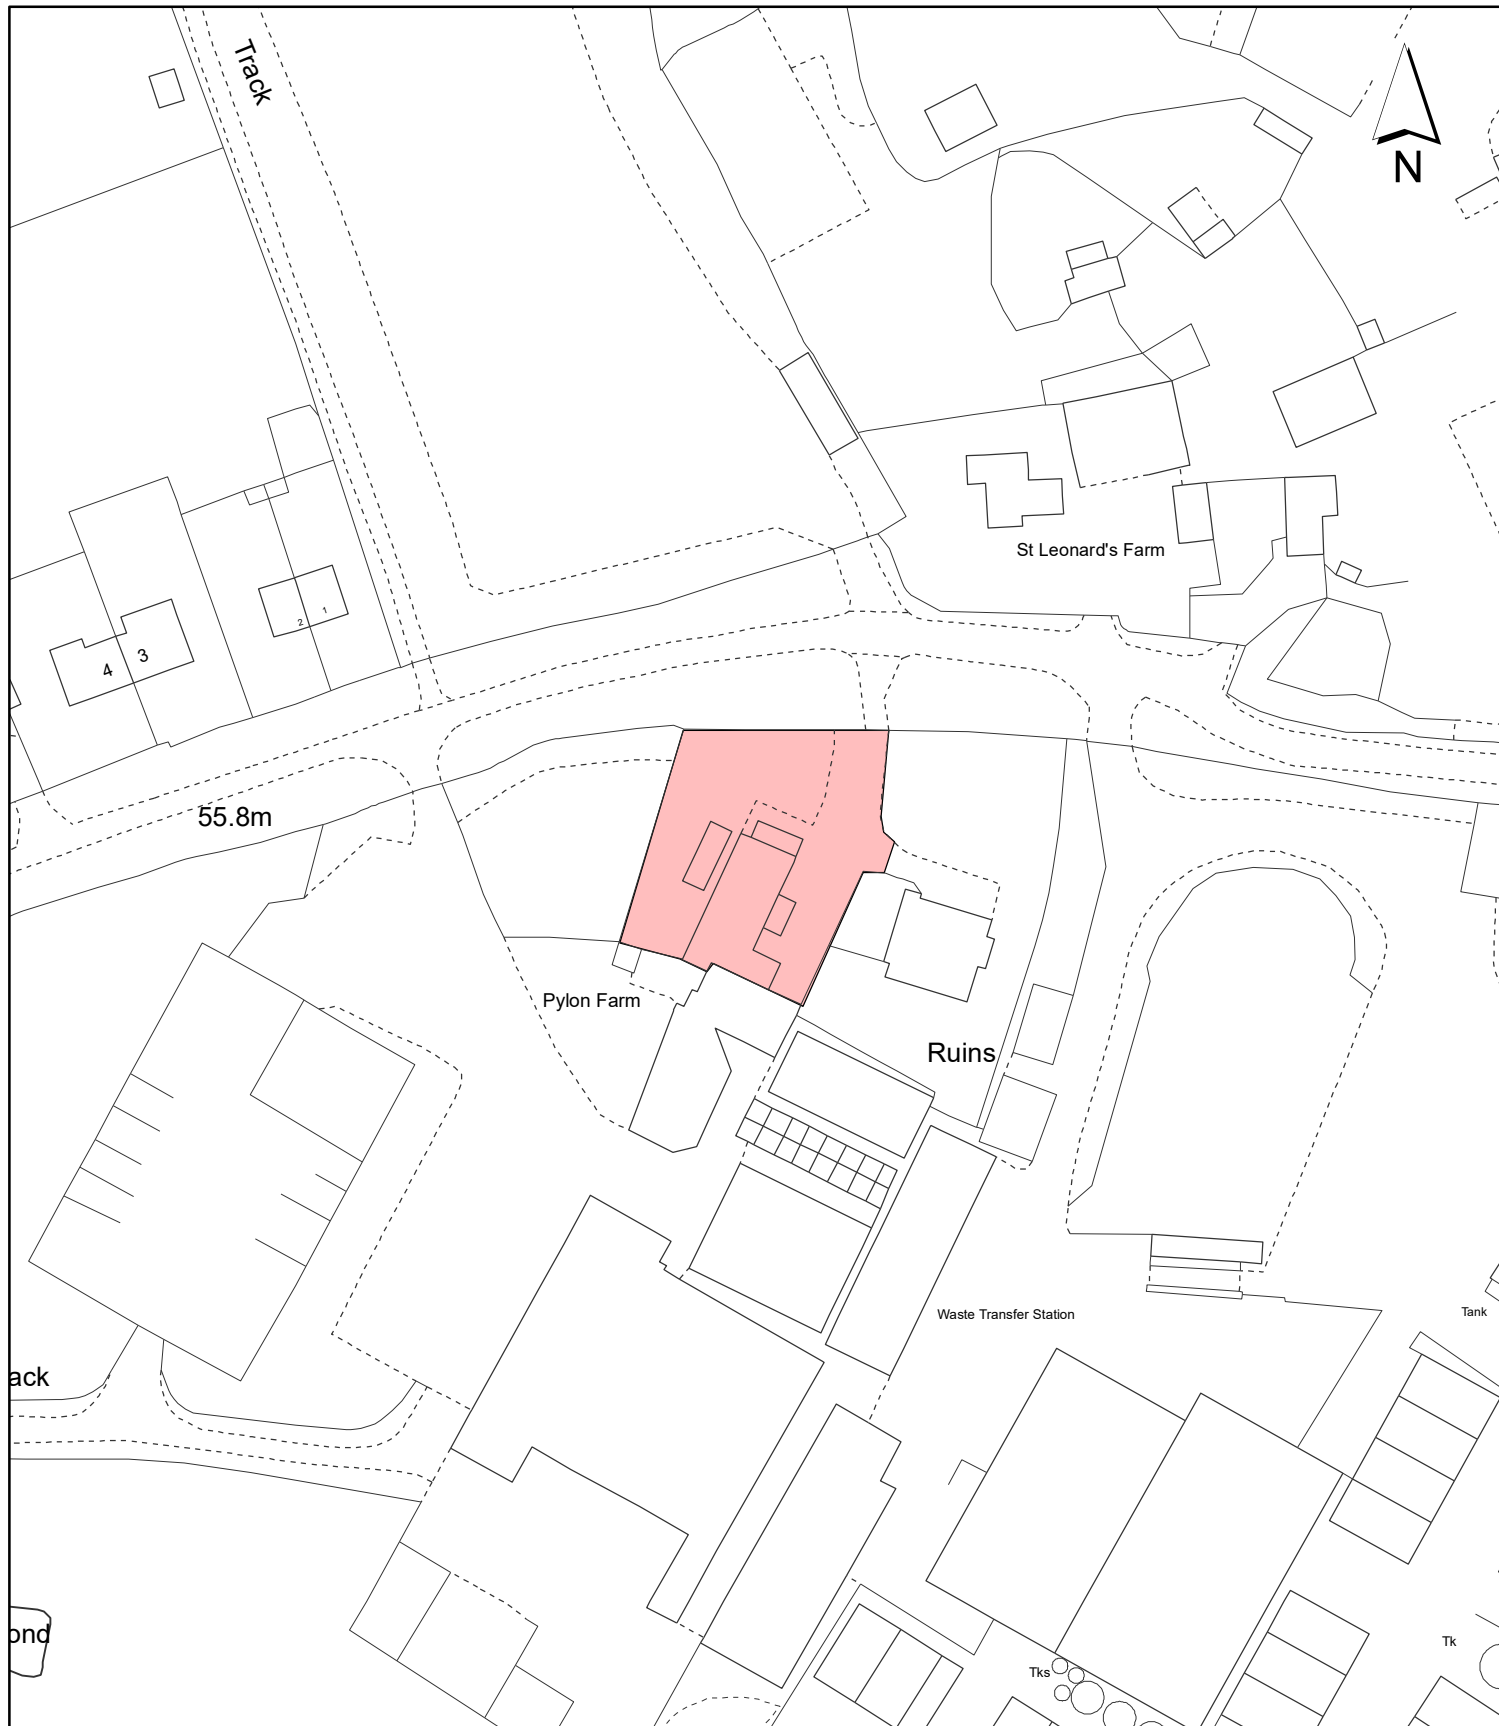 Track
N
St Leonard's Farm
1
2
3
4
55.8m
Pylon Farm
Ruins
Waste Transfer Station
Tank
ack
ond
Tk
Tks